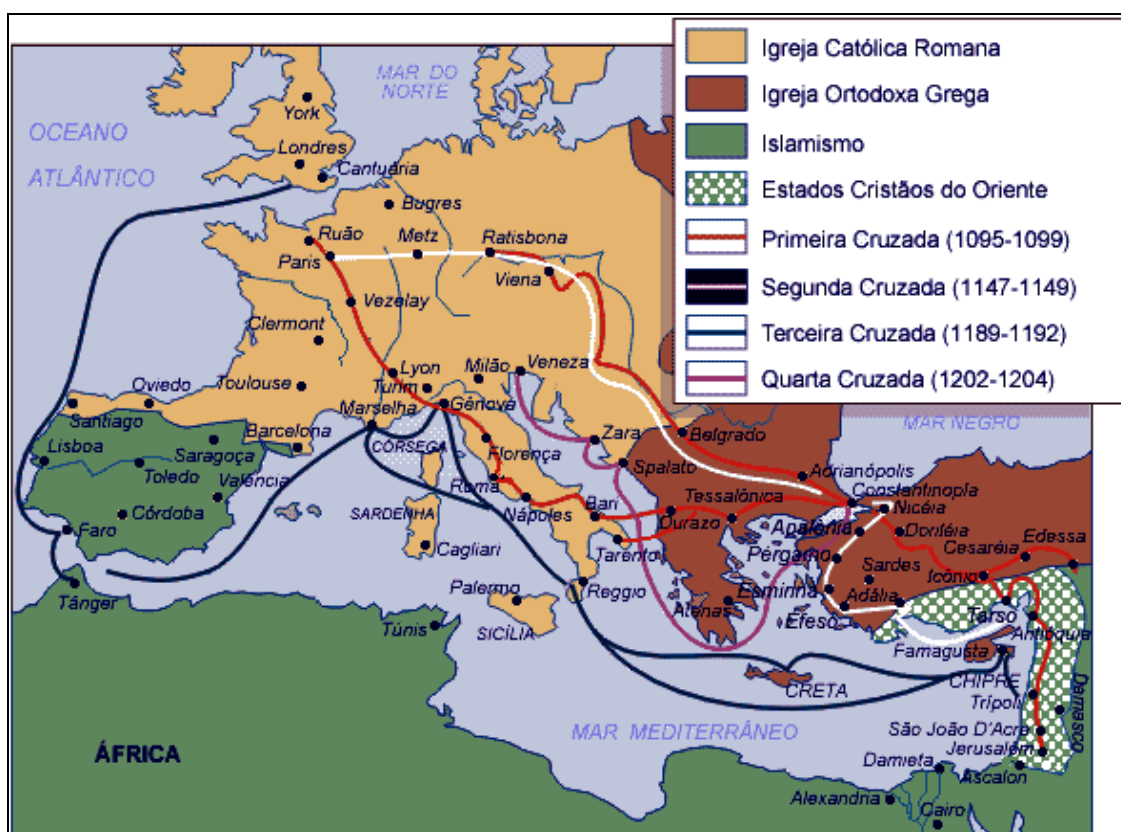 Igreja Católica Romana
Igreja Ortodoxa Grega
Islamismo
Estados Cristãos do Oriente
Primeira Cruzada (1095-1099)
Segunda Cruzada (1147-1149)
Terceira Cruzada (1189-1192)
Quarta Cruzada (1202-1204)
MAR DO
NORTE
OCEANO
ATLÂNTICO
York
Londres
Cantuária
Bugres
Ruão
Paris
Metz
Ratisbona
Viena
Vezelay
Clermont
Lyon
Turim
Milão
Veneza
Oviedo
Toulouse
Marselha
Gênova
Santiago
Barcelona
CÓRSEGA
Florença
Zara
Belgrado
MAR NEGRO
Lisboa
Saragoça
Toledo
Valência
Roma
Spalato
Adrianópolis
Constantinopla
Córdoba
SARDENHA
Nápoles
Bari
Durazo
Tessalônica
Nicéia
Faro
Cagliari
Tarento
Apalônia
Doriléia
Pérgamo
Cesaréia
Edessa
Sardes
Icônio
Tânger
Palermo
Reggio
Atenas
Esmirna
Adália
Tarso
Túnis
SICÍLIA
Efeso
Antióquia
Famagusta
CRETA
CHIPRE
Trípoli
Damasco
MAR MEDITERRÂNEO
São João D'Acre
Jerusalém
ÁFRICA
Damieta
Ascalon
Alexandria
Cairo